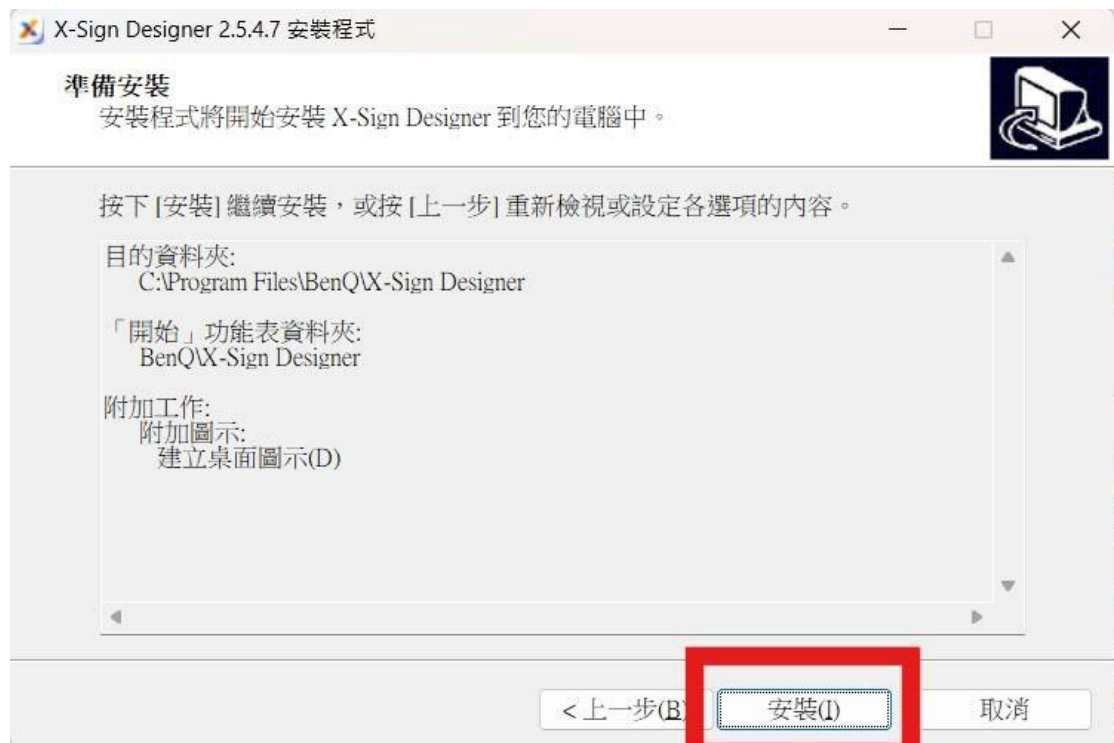 X-Sign Designer 2.5.4.7 安裝程式
準備安裝
安裝程式將開始安裝 X-Sign Designer 到您的電腦中。
按下 [安裝] 繼續安裝，或按 [上一步] 重新檢視或設定各選項的內容。
目的資料夾:
C:\Program Files\BenQ\X-Sign Designer
「開始」功能表資料夾:
BenQ\X-Sign Designer
附加工作:
附加圖示:
建立桌面圖示(D)
< 上一步(B) 安裝(I) 取消